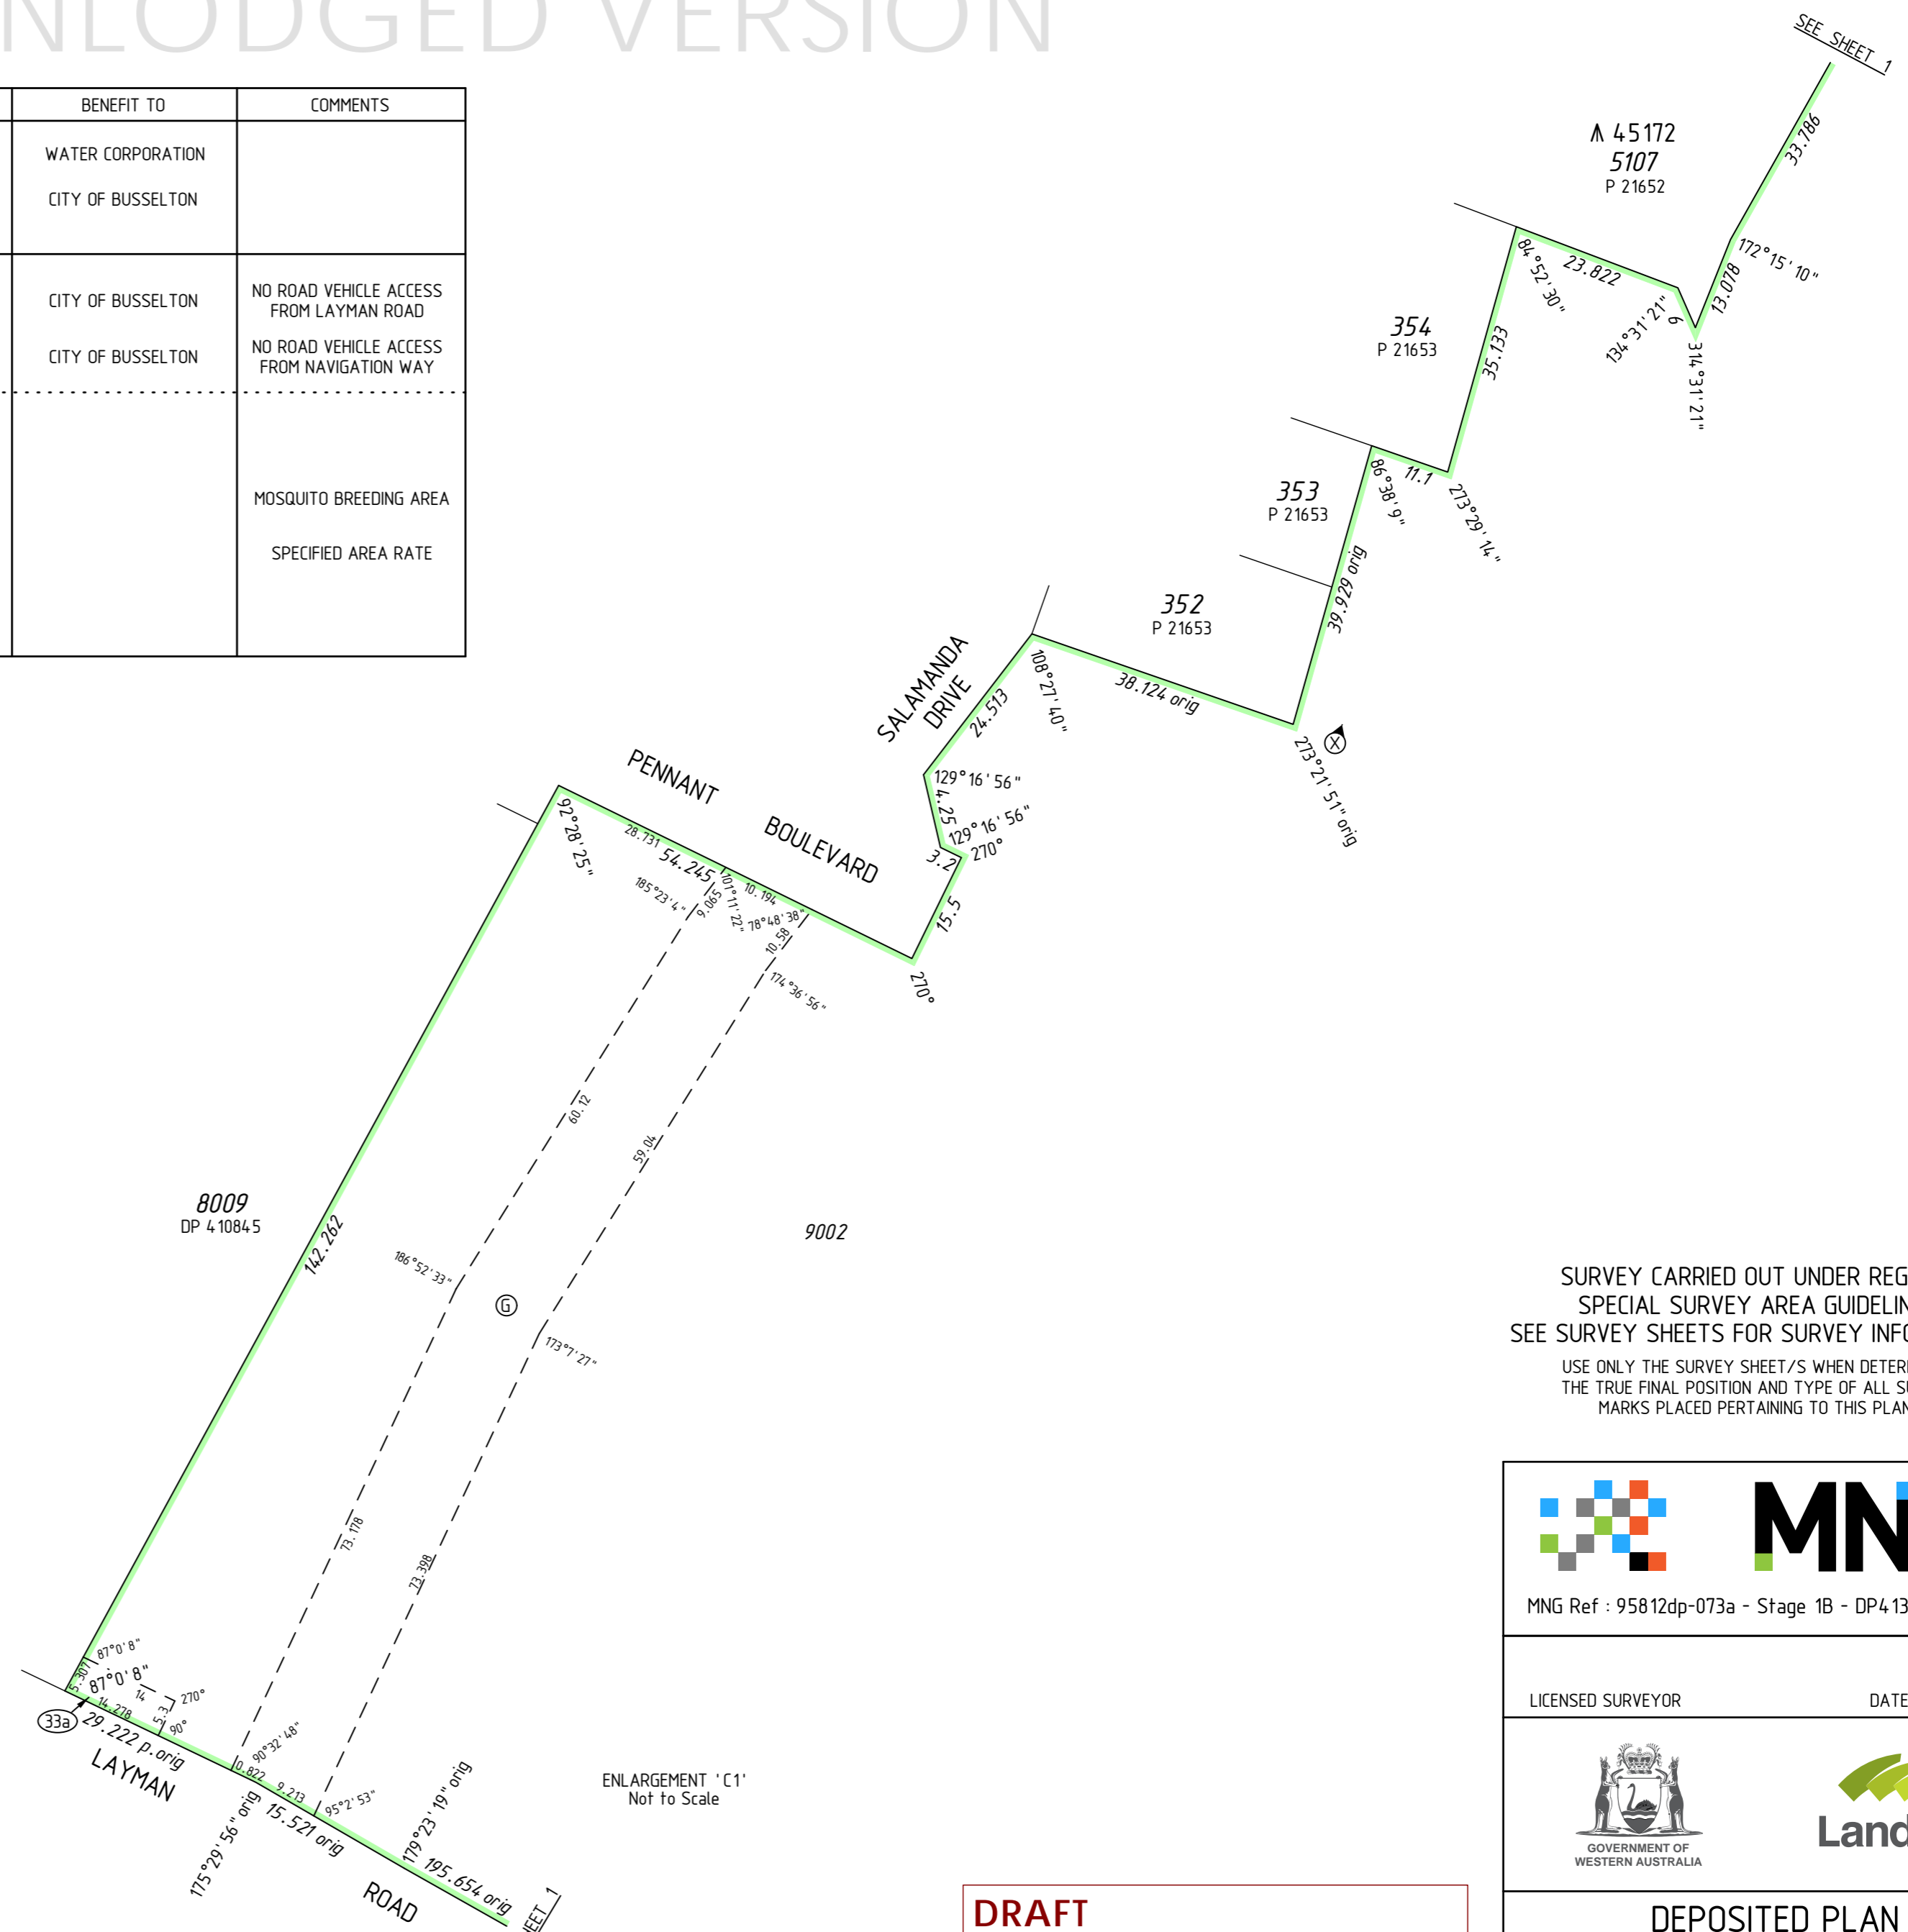 NLODGED VERSION
BENEFIT TO
COMMENTS
WATER CORPORATION
CITY OF BUSSELTON
CITY OF BUSSELTON
NO ROAD VEHICLE ACCESS
FROM LAYMAN ROAD
CITY OF BUSSELTON
NO ROAD VEHICLE ACCESS
FROM NAVIGATION WAY
MOSQUITO BREEDING AREA
SPECIFIED AREA RATE
SEE SHEET 1
45172
5107
P 21652
33.786
172°15'10"
13.078
84°52'30"
23.822
134°31'21"
6
314°31'21"
354
P 21653
35.133
86°38'9"
11.1
273°29'14"
353
P 21653
39.929 orig
352
P 21653
SALAMANDA
DRIVE
24.513
108°27'40"
38.124 orig
273°21'51" orig
X
129°16'56"
4.25
129°16'56"
3.2
270°
15.5
270°
PENNANT
BOULEVARD
92°28'25"
28.731
54.245
185°23'4"
9.065
101°11'22"
10.194
78°48'38"
10.58
174°36'56"
60.12
59.04
8009
DP 410845
142.262
9002
186°52'33"
G
173°7'27"
73.178
73.398
87°0'8"
5.307
87°0'8"
14
270°
14.278
5.3
90°
33a
29.222 p.orig
LAYMAN
90°32'48"
0.822
9.213
95°2'53"
15.521 orig
175°29'56" orig
179°23'19" orig
195.654 orig
ROAD
EET 1
ENLARGEMENT 'C1'
Not to Scale
SURVEY CARRIED OUT UNDER REG
SPECIAL SURVEY AREA GUIDELIN
SEE SURVEY SHEETS FOR SURVEY INFO
USE ONLY THE SURVEY SHEET/S WHEN DETER
THE TRUE FINAL POSITION AND TYPE OF ALL SU
MARKS PLACED PERTAINING TO THIS PLAN
MN
MNG Ref : 95812dp-073a - Stage 1B - DP413
LICENSED SURVEYOR
DATE
GOVERNMENT OF
WESTERN AUSTRALIA
Land
DRAFT
DEPOSITED PLAN